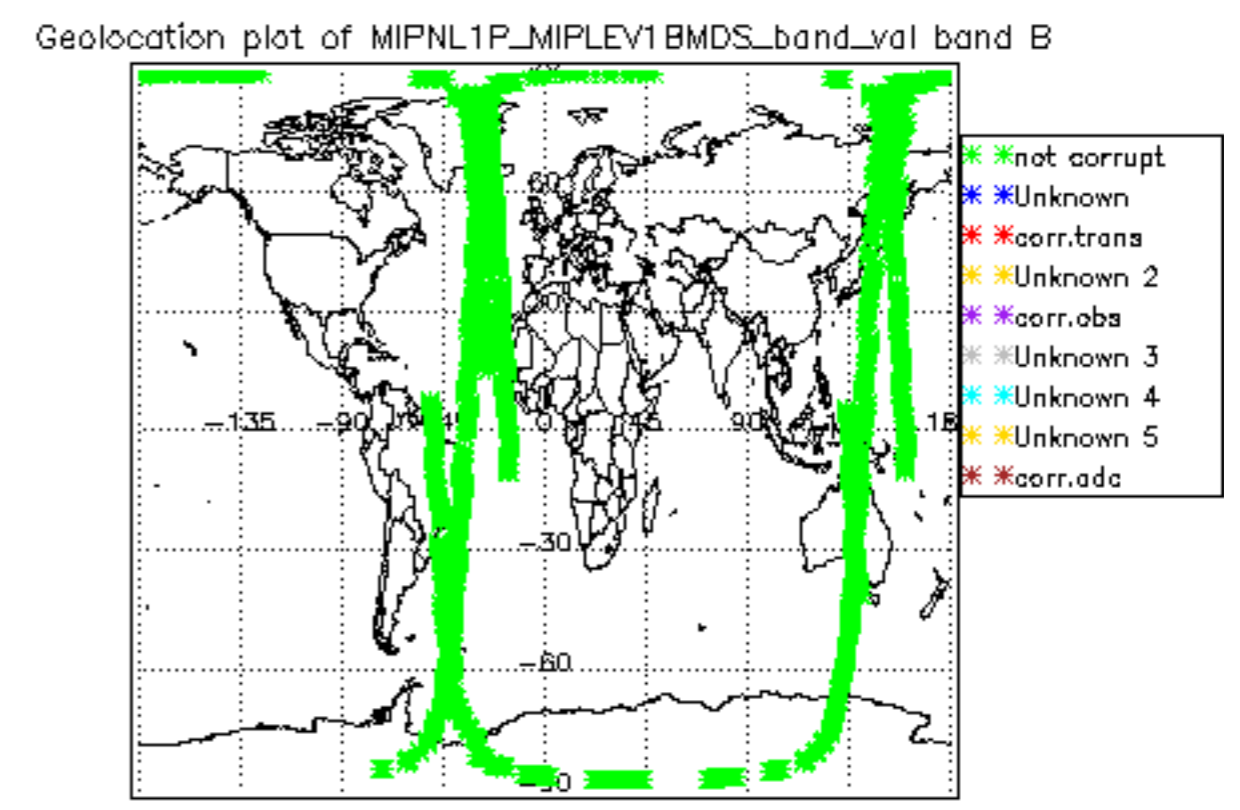 Geolocation plot of MIPNL1P_MIPLEV1BMDS_band_val band B
not corrupt
Unknown
corr.trans
Unknown 2
corr.obs
Unknown 3
Unknown 4
Unknown 5
corr.adc
60
-135 -90 0 45 90
-30
-60